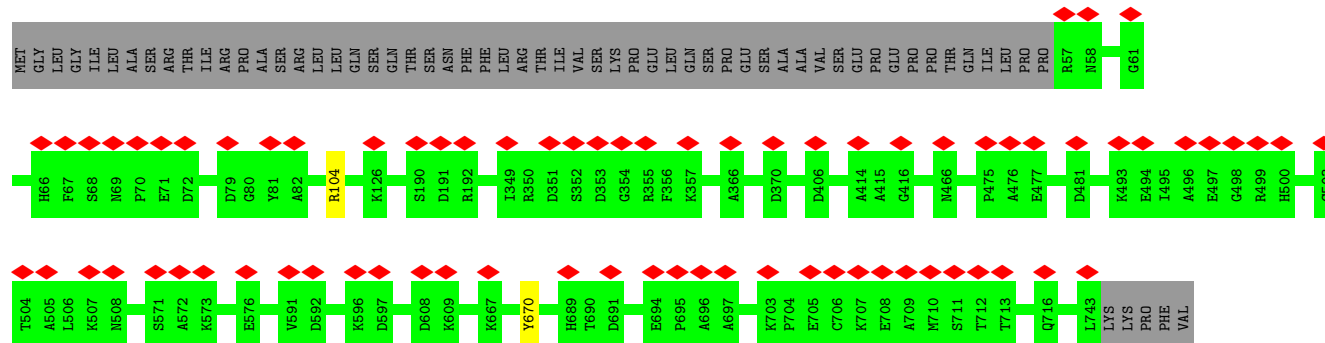 MET GLY LEU GLY ILE LEU ALA SER ARG THR ILE ARG PRO ALA SER ARG LEU LEU GLN SER GLN THR SER ASN PHE PHE LEU ARG THR ILE VAL SER LYS PRO GLU LEU GLN SER PRO GLU SER ALA ALA VAL SER GLU PRO GLU PRO PRO THR GLN ILE LEU PRO PRO R57 N58 G61
H66 F67 S68 N69 P70 E71 D72 D79 G80 Y81 A82 R104 K126 S190 D191 R192 I349 R350 D351 S352 D353 G354 R355 F356 K357 A366 D370 D406 A414 A415 G416 N466 P475 A476 E477 D481 K493 E494 I495 A496 E497 G498 R499 H500
T504 A505 L506 K507 N508 S571 A572 K573 E576 V591 D592 K596 D597 D608 K609 K667 Y670 H689 T690 D691 E694 P695 A696 A697 K703 P704 E705 C706 K707 E708 A709 M710 S711 T712 T713 Q716 L743 LYS LYS PRO PHE VAL